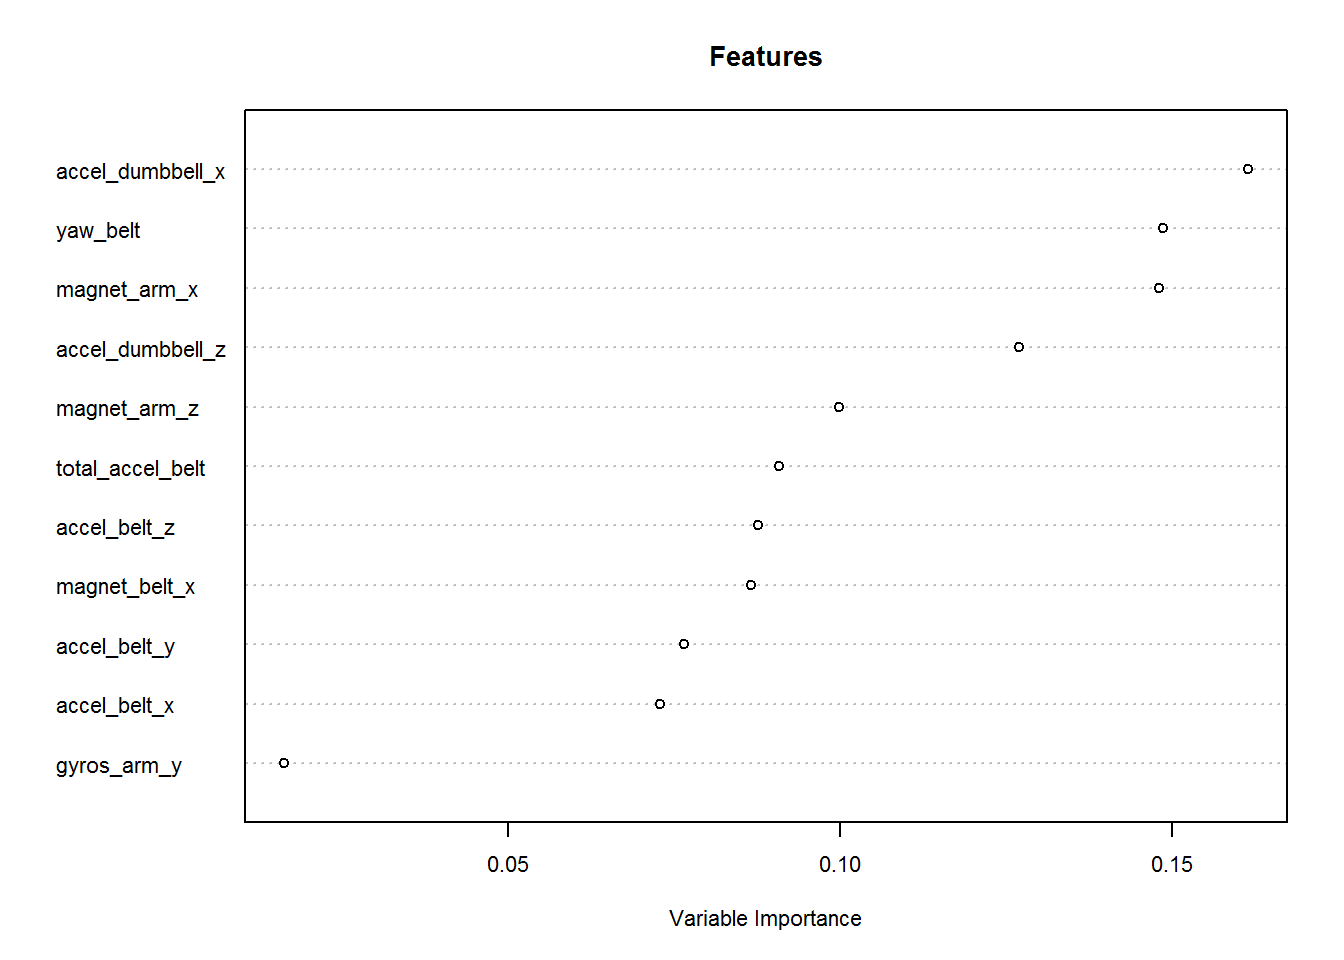 Features
accel_dumbbell_x
yaw_belt
magnet_arm_x
accel_dumbbell_z
magnet_arm_z
total_accel_belt
accel_belt_z
magnet_belt_x
accel_belt_y
accel_belt_x
gyros_arm_y
0.05 0.10 0.15
Variable Importance